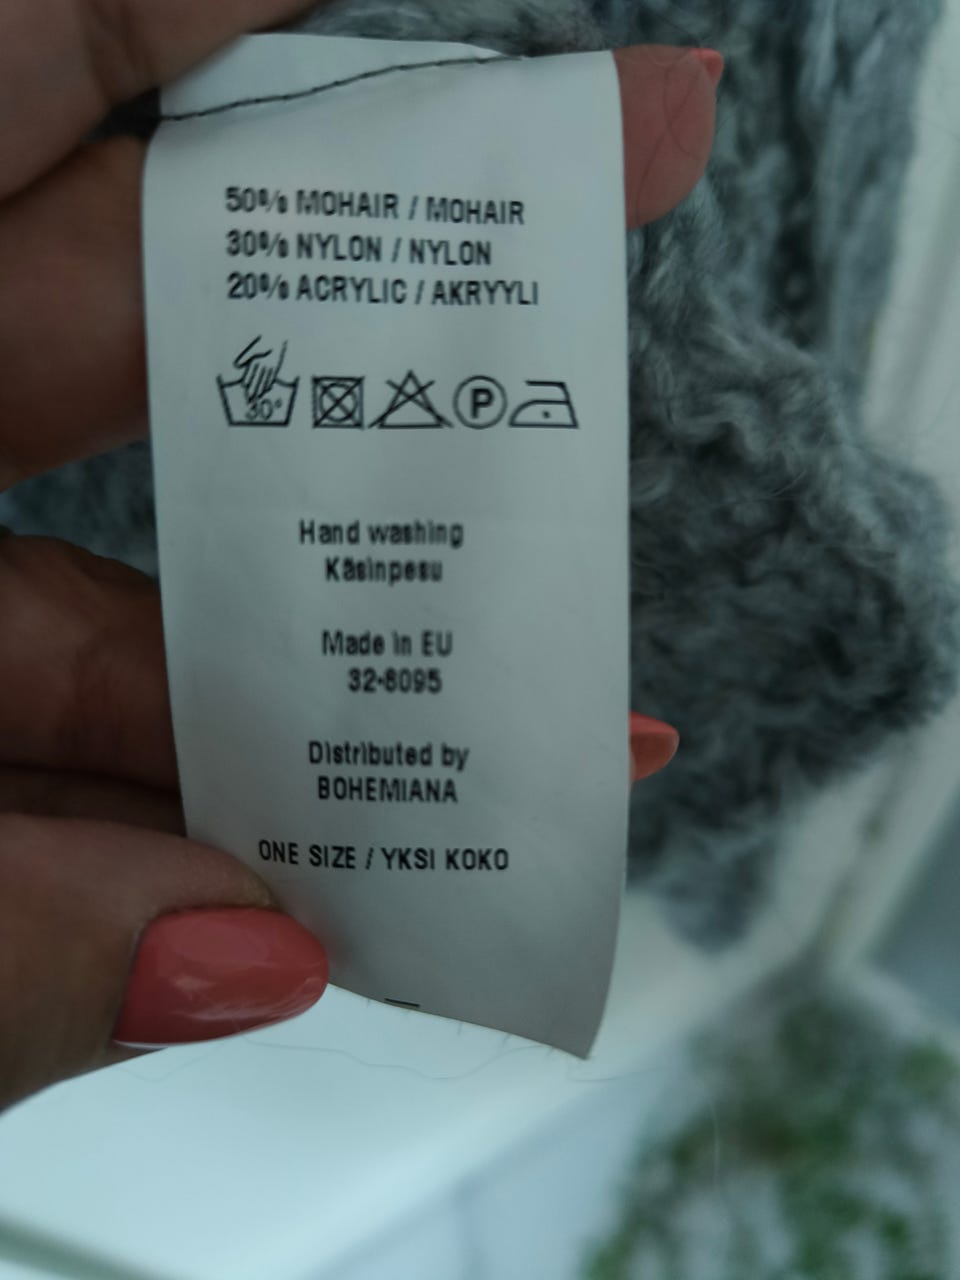 50% MOHAIR / MOHAIR
30% NYLON / NYLON
20% ACRYLIC / AKRYYLI
30°
P
Hand washing
Käsinpesu
Made in EU
32-8095
Distributed by
BOHEMIANA
ONE SIZE / YKSI KOKO